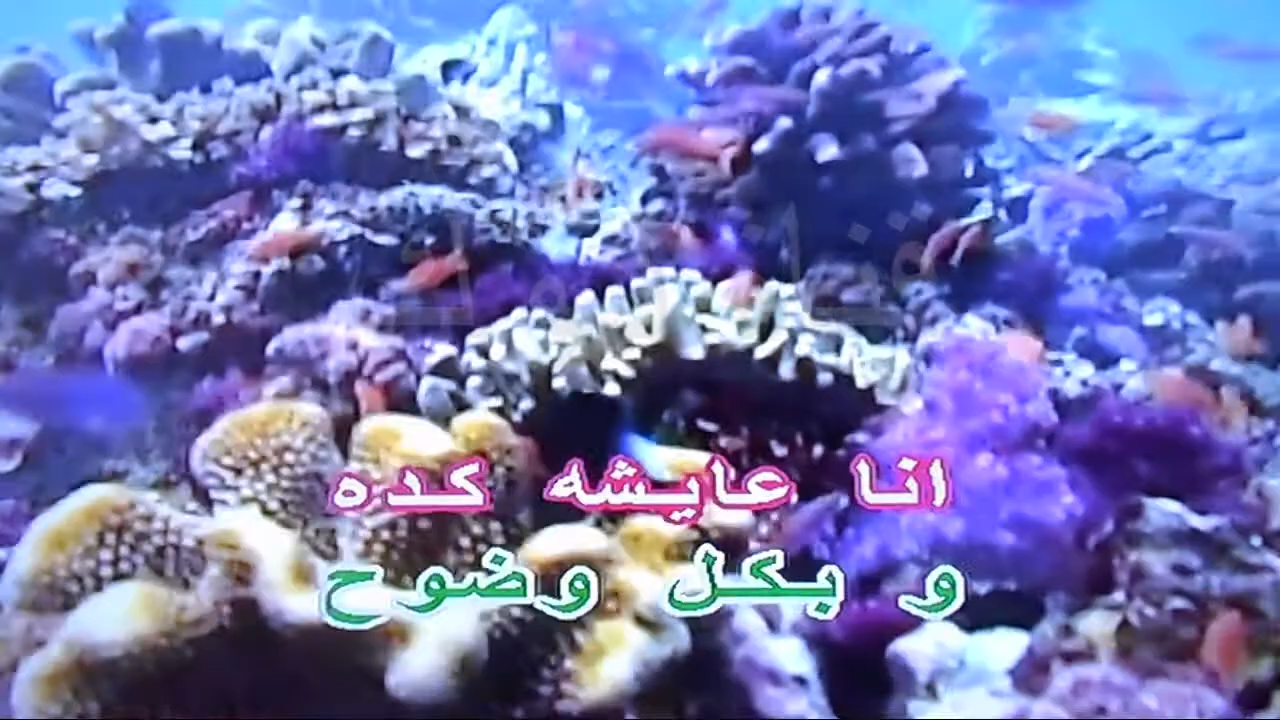 انا عايشه كده
و بكل وضوح